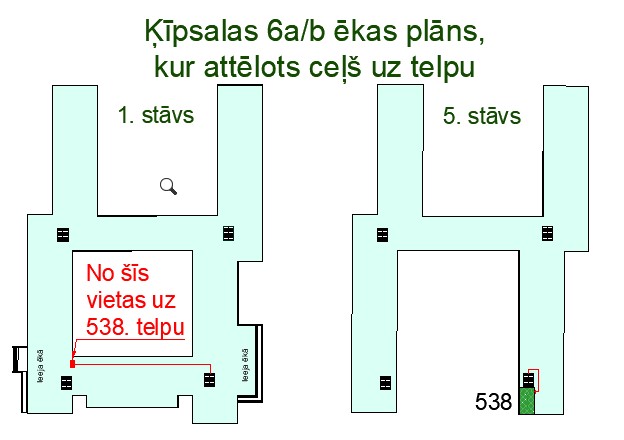 Ķīpsalas 6a/b ēkas plāns,
kur attēlots ceļš uz telpu
1. stāvs
5. stāvs
No šīs
vietas uz
538. telpu
Ieeja ēkā
Ieeja ēkā
538